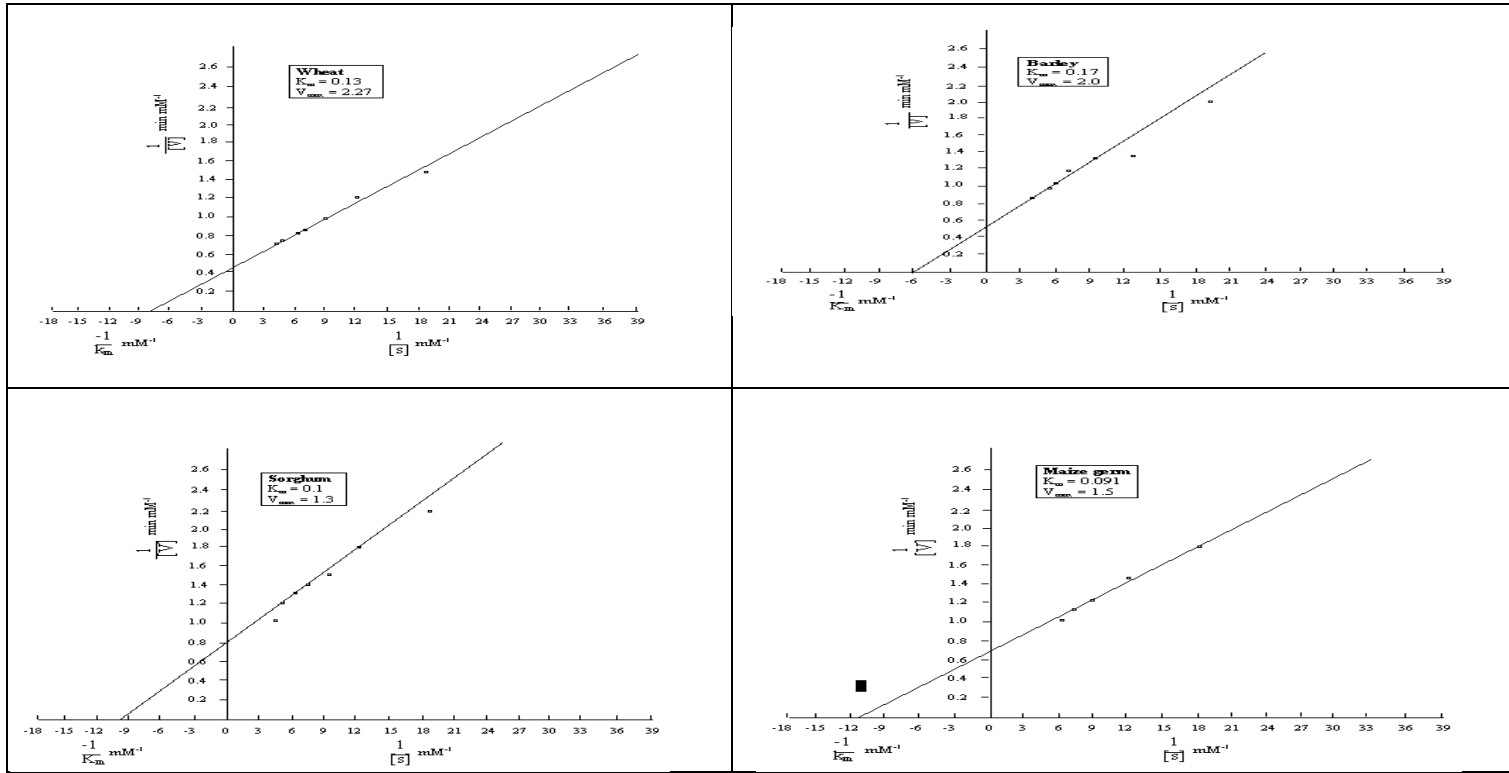 Wheat
Km = 0.13
Vmax = 2.27
1/[V] min mM⁻¹
2.6
2.4
2.2
2.0
1.8
1.6
1.4
1.2
1.0
0.8
0.6
0.4
0.2
-18 -15 -12 -9 -6 -3 0 3 6 9 12 15 18 21 24 27 30 33 36 39
-1/km mM⁻¹ 1/[s] mM⁻¹
Barley
Km = 0.17
Vmax = 2.0
1/[V] min mM⁻¹
2.6
2.4
2.2
2.0
1.8
1.6
1.4
1.2
1.0
0.8
0.6
0.4
0.2
-18 -15 -12 -9 -6 -3 0 3 6 9 12 15 18 21 24 27 30 33 36 39
-1/Km mM⁻¹ 1/[s] mM⁻¹
Sorghum
Km = 0.1
Vmax = 1.3
1/[V] min mM⁻¹
2.6
2.4
2.2
2.0
1.8
1.6
1.4
1.2
1.0
0.8
0.6
0.4
0.2
-18 -15 -12 -9 -6 -3 0 3 6 9 12 15 18 21 24 27 30 33 36 39
-1/Km mM⁻¹ 1/[s] mM⁻¹
Maize germ
Km = 0.091
Vmax = 1.5
1/[V] min mM⁻¹
2.6
2.4
2.2
2.0
1.8
1.6
1.4
1.2
1.0
0.8
0.6
0.4
0.2
-18 -15 -12 -9 -6 -3 0 3 6 9 12 15 18 21 24 27 30 33 36 39
-1/Km mM⁻¹ 1/[s] mM⁻¹